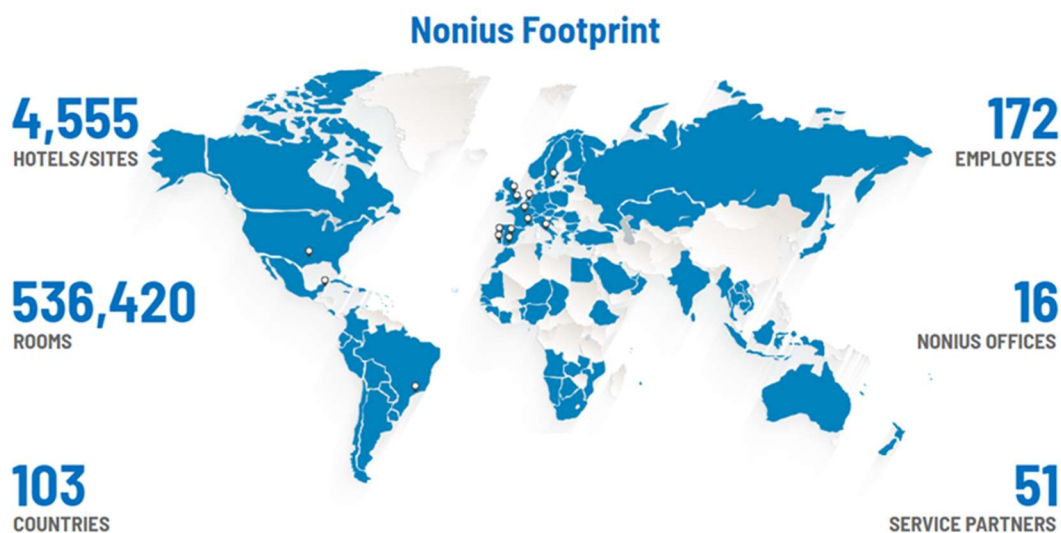 Nonius Footprint
4,555
HOTELS/SITES
536,420
ROOMS
103
COUNTRIES
172
EMPLOYEES
16
NONIUS OFFICES
51
SERVICE PARTNERS